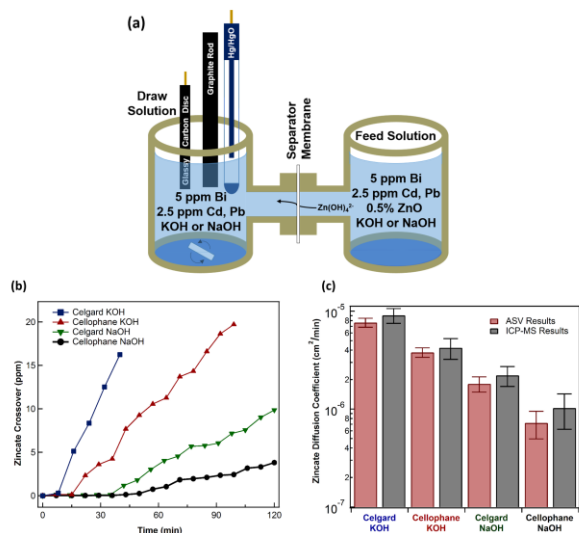 (a)
Hg/HgO
Graphite Rod
Glassy Carbon Disc
Draw
Solution
Separator
Membrane
Feed Solution
5 ppm Bi
2.5 ppm Cd, Pb
KOH or NaOH
Zn(OH)₄²⁻
5 ppm Bi
2.5 ppm Cd, Pb
0.5% ZnO
KOH or NaOH
(b)
Celgard KOH
Cellophane KOH
Celgard NaOH
Cellophane NaOH
Zincate Crossover (ppm)
20
15
10
5
0
0
30
60
90
120
Time (min)
(c)
ASV Results
ICP-MS Results
Zincate Diffusion Coefficient (cm²/min)
10⁻⁵
8
6
4
2
10⁻⁶
8
6
4
2
10⁻⁷
Celgard
KOH
Cellophane
KOH
Celgard
NaOH
Cellophane
NaOH